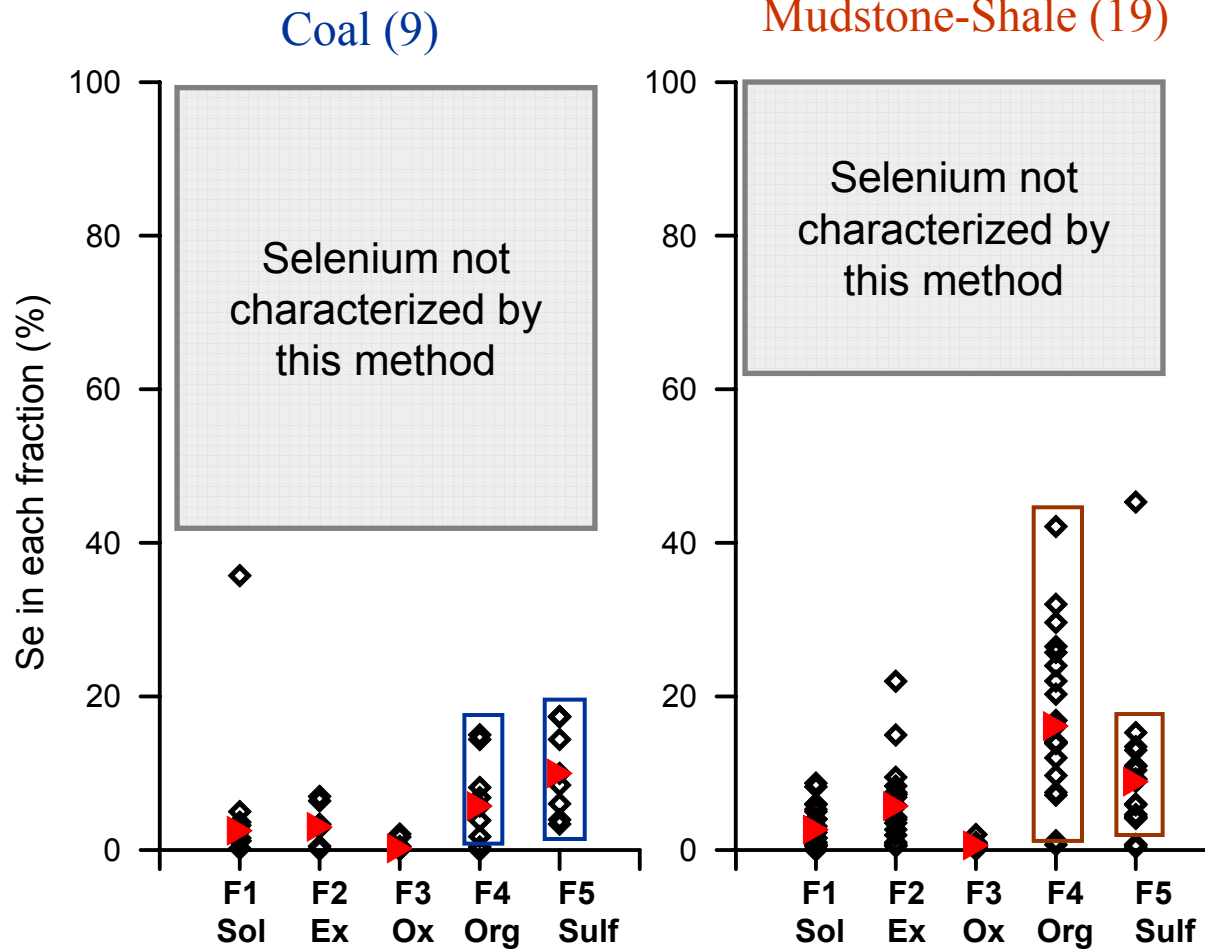 Coal (9)
Mudstone-Shale (19)
Se in each fraction (%)
100
80
60
40
20
0
Selenium not
characterized by
this method
F1 F2 F3 F4 F5
Sol Ex Ox Org Sulf
100
80
60
40
20
0
Selenium not
characterized by
this method
F1 F2 F3 F4 F5
Sol Ex Ox Org Sulf